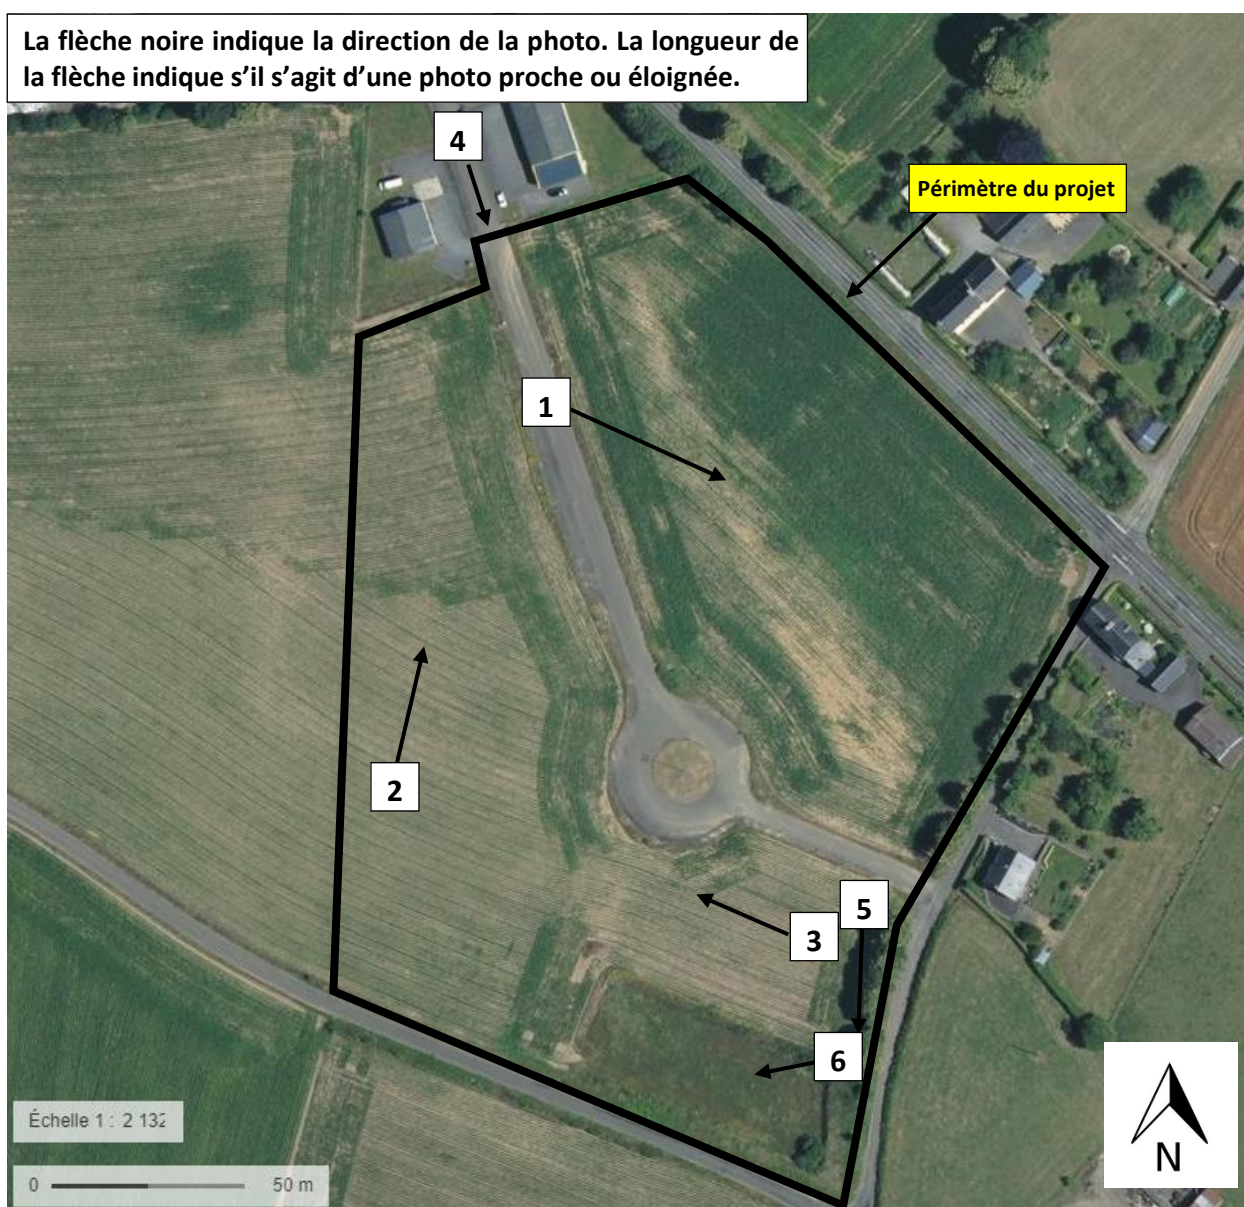 La flèche noire indique la direction de la photo. La longueur de
la flèche indique s’il s’agit d’une photo proche ou éloignée.
4
Périmètre du projet
1
2
5
3
6
Échelle 1 : 2 132
0 50 m
N